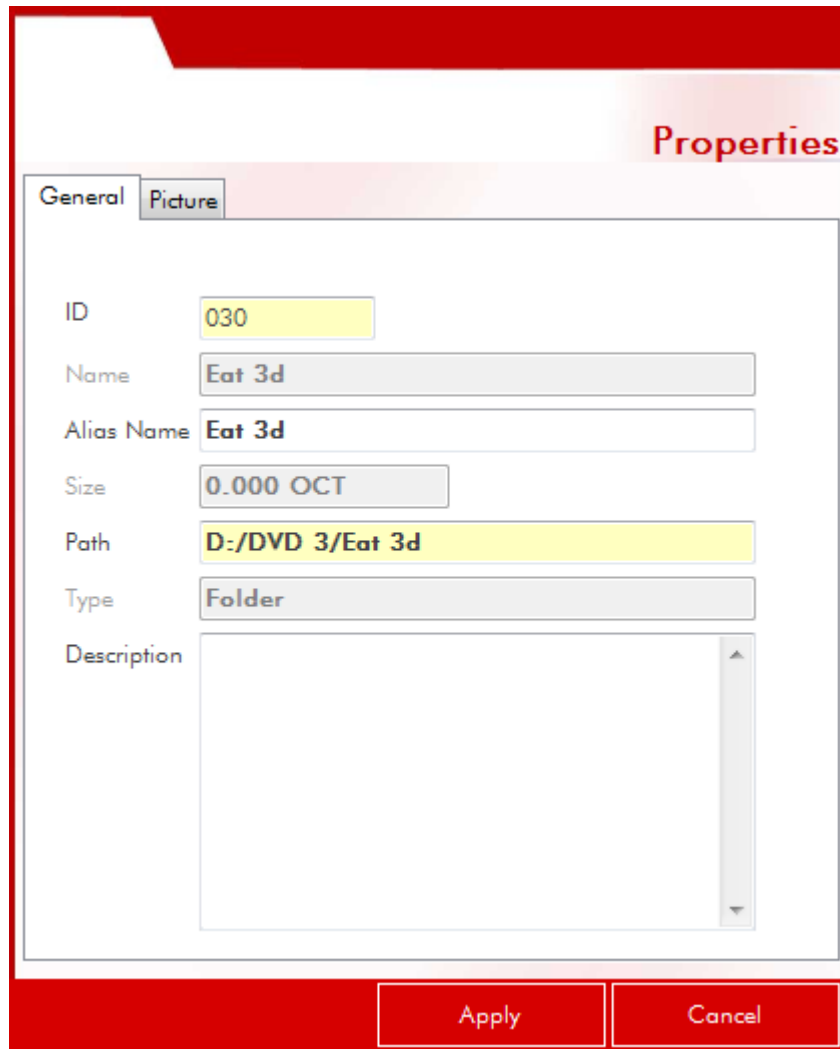 Properties
General Picture
ID 030
Name Eat 3d
Alias Name Eat 3d
Size 0.000 OCT
Path D:/DVD 3/Eat 3d
Type Folder
Description
Apply Cancel